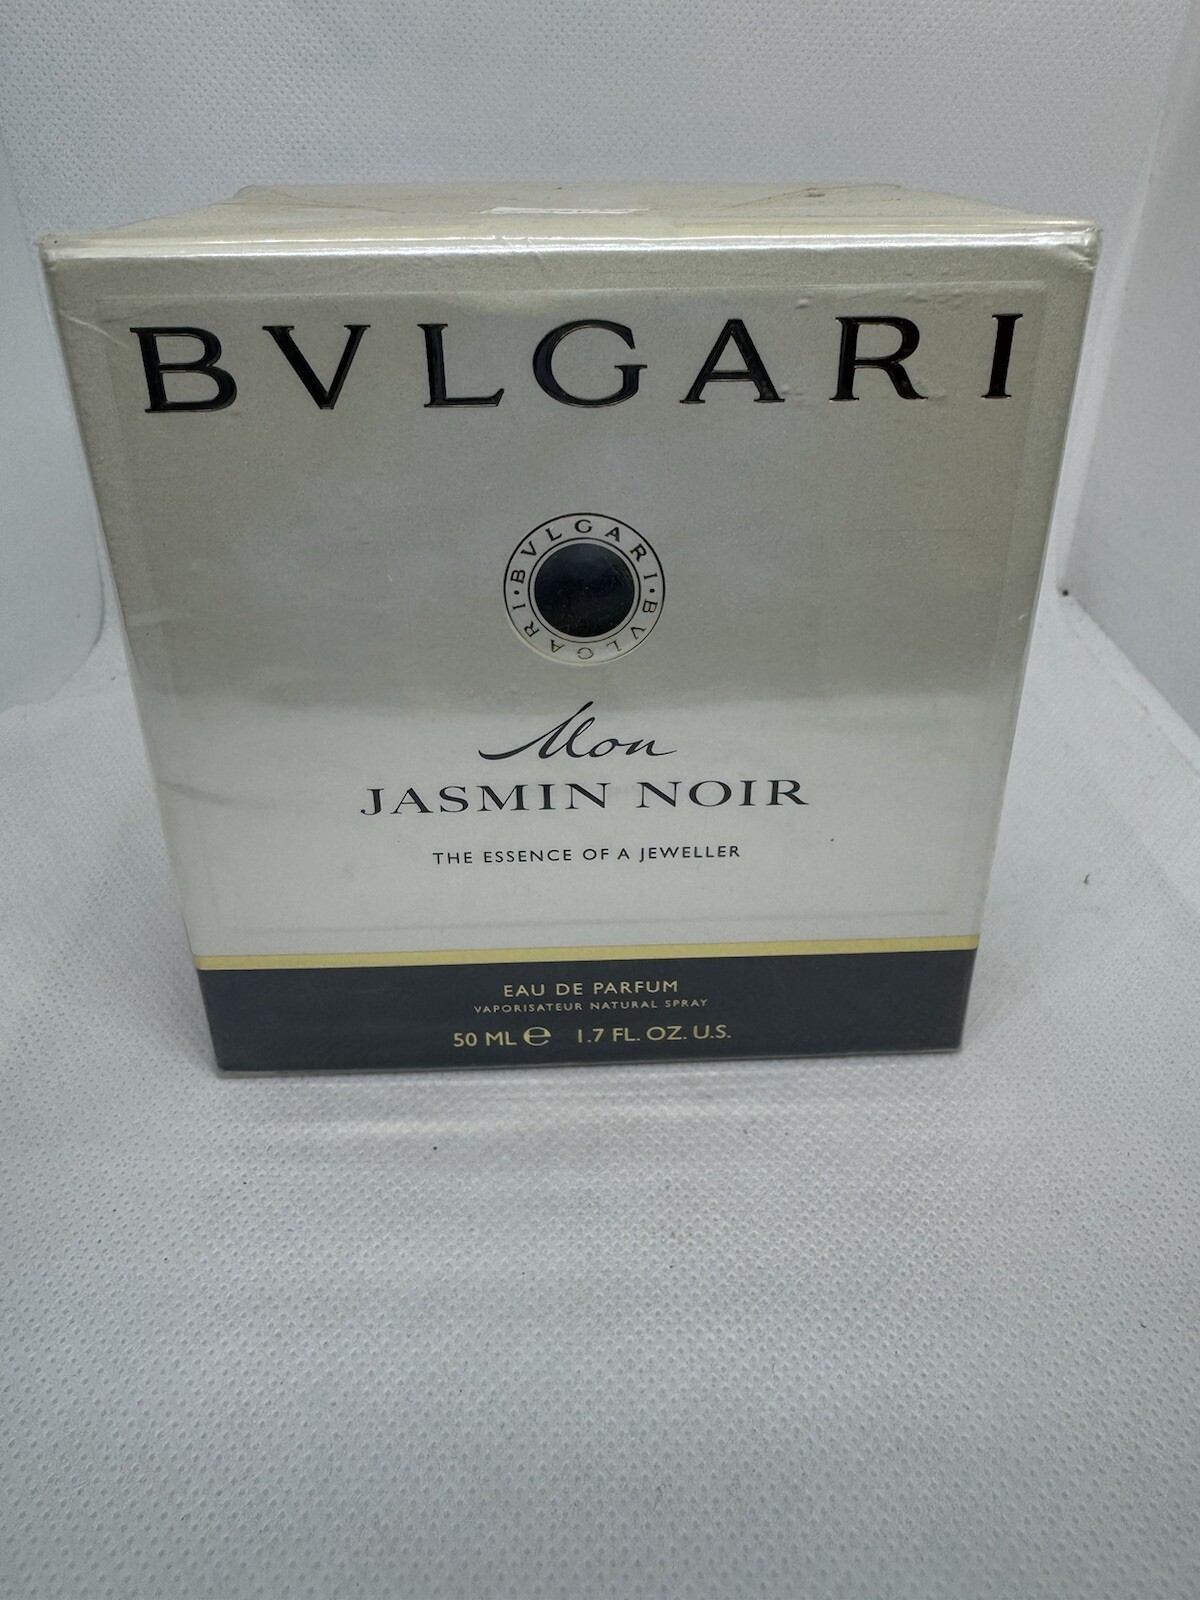 BVLGARI
BVLGARI · BVLGARI ·
Mon
JASMIN NOIR
THE ESSENCE OF A JEWELLER
EAU DE PARFUM
VAPORISATEUR NATURAL SPRAY
50 ML ℮ 1.7 FL. OZ. U.S.